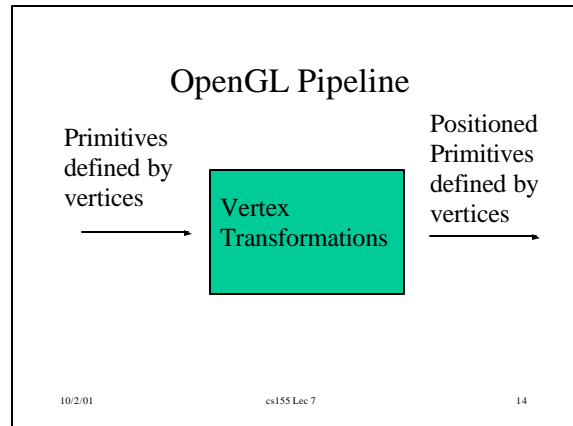 OpenGL Pipeline
Primitives
defined by
vertices
Vertex
Transformations
Positioned
Primitives
defined by
vertices
10/2/01
cs155 Lec 7
14